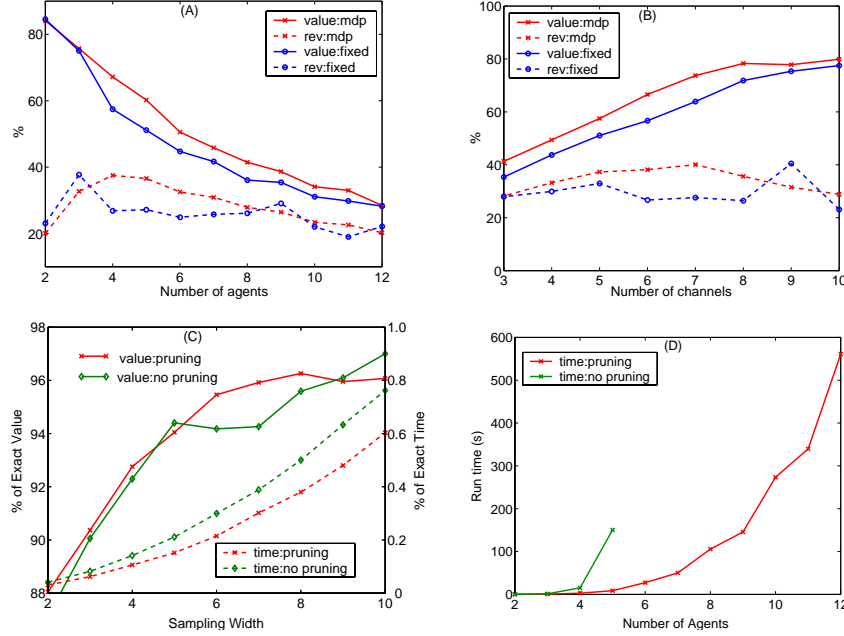 (A)
value:mdp
rev:mdp
value:fixed
rev:fixed
80
60
40
20
%
2
4
6
8
10
12
Number of agents
(B)
value:mdp
rev:mdp
value:fixed
rev:fixed
100
80
60
40
20
0
%
3
4
5
6
7
8
9
10
Number of channels
(C)
value:pruning
value:no pruning
time:pruning
time:no pruning
98
96
94
92
90
88
% of Exact Value
1.0
0.8
0.6
0.4
0.2
0
% of Exact Time
2
4
6
8
10
Sampling Width
(D)
time:pruning
time:no pruning
600
500
400
300
200
100
0
Run time (s)
2
3
4
5
6
7
8
9
10
11
12
Number of Agents